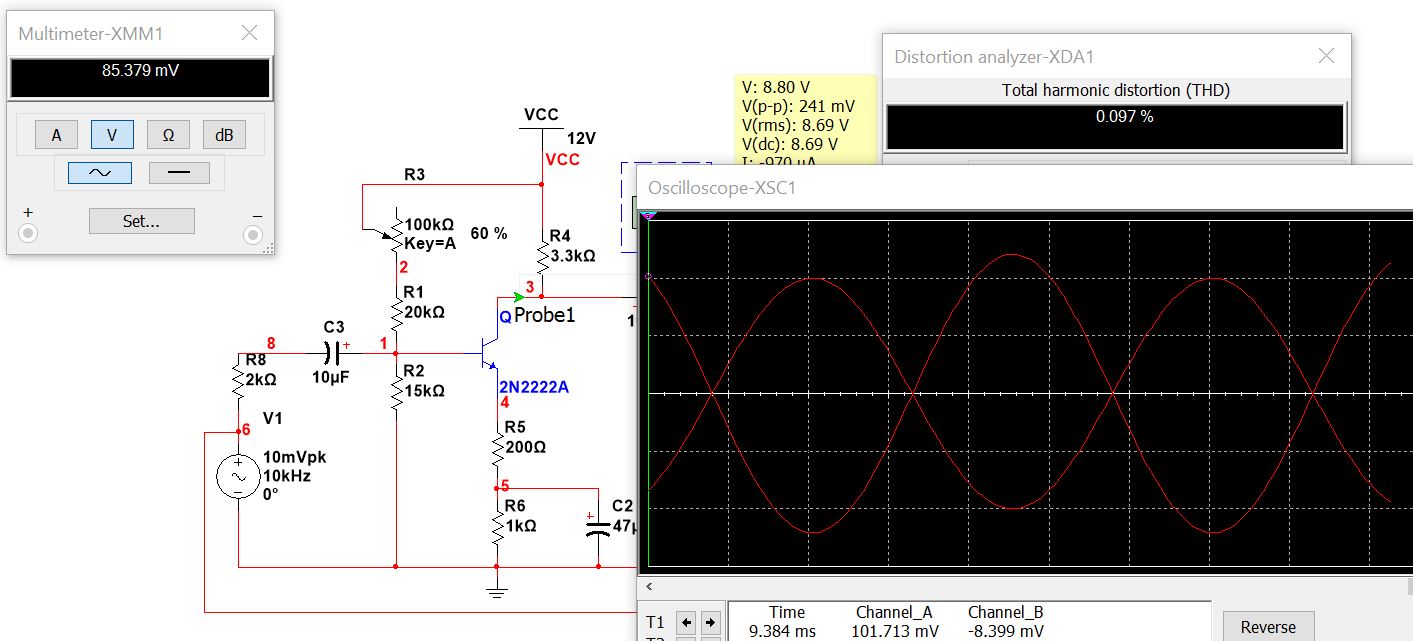 Multimeter-XMM1
85.379 mV
A
V
Ω
dB
+
−
Set...
VCC
12V
VCC
R3
100kΩ
Key=A
60 %
2
R4
3.3kΩ
R1
20kΩ
3
Q
Probe1
C3
+
10µF
8
1
R8
2kΩ
R2
15kΩ
2N2222A
4
V1
6
10mVpk
10kHz
0°
R5
200Ω
5
R6
1kΩ
C2
+
V: 8.80 V
V(p-p): 241 mV
V(rms): 8.69 V
V(dc): 8.69 V
I: -970 µA
Distortion analyzer-XDA1
Total harmonic distortion (THD)
0.097 %
Oscilloscope-XSC1
T1
Time
Channel_A
Channel_B
9.384 ms
101.713 mV
-8.399 mV
Reverse